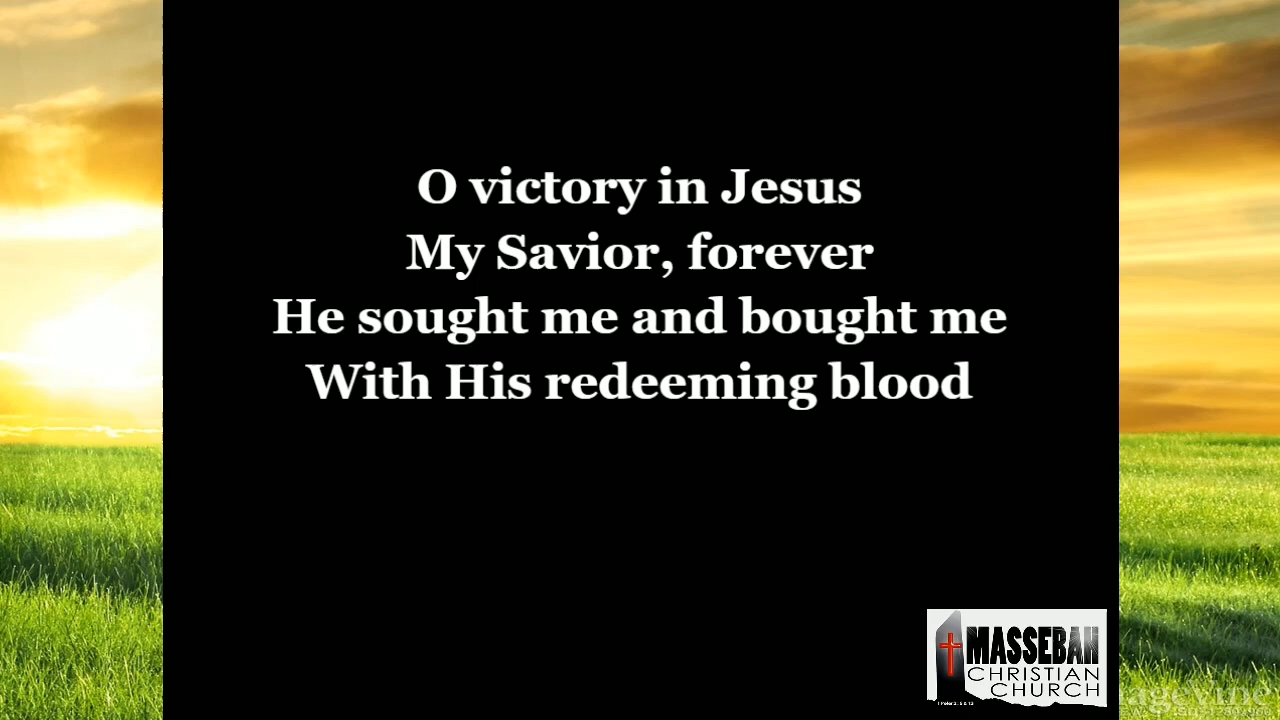 O victory in Jesus
My Savior, forever
He sought me and bought me
With His redeeming blood
MASSEBAH
CHRISTIAN
CHURCH